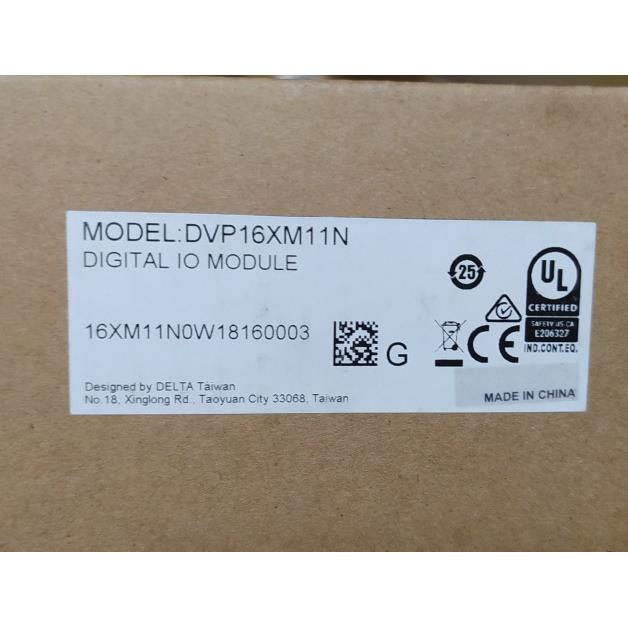 MODEL:DVP16XM11N
DIGITAL IO MODULE
25
UL
CERTIFIED
SAFETY:US-CA
E206327
IND.CONT.EQ.
16XM11N0W18160003
G
CE
Designed by DELTA Taiwan
No.18, Xinglong Rd., Taoyuan City 33068, Taiwan
MADE IN CHINA